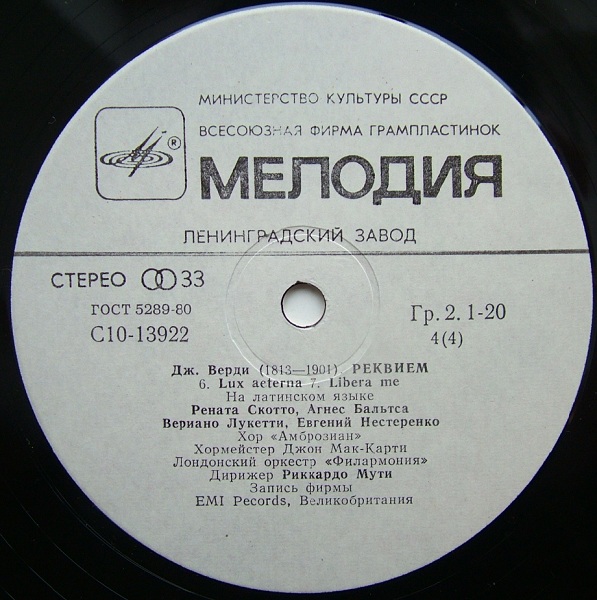 МИНИСТЕРСТВО КУЛЬТУРЫ СССР
ВСЕСОЮЗНАЯ ФИРМА ГРАМПЛАСТИНОК
®
МЕЛОДИЯ
ЛЕНИНГРАДСКИЙ ЗАВОД
СТЕРЕО 33
ГОСТ 5289-80
С10-13922
Гр. 2. 1-20
4(4)
Дж. Верди (1813—1901). РЕКВИЕМ
6. Lux aeterna 7. Libera me
На латинском языке
Рената Скотто, Агнес Бальтса
Вериано Лукетти, Евгений Нестеренко
Хор «Амброзиан»
Хормейстер Джон Мак-Карти
Лондонский оркестр «Филармония»
Дирижер Риккардо Мути
Запись фирмы
EMI Pecords, Великобритания